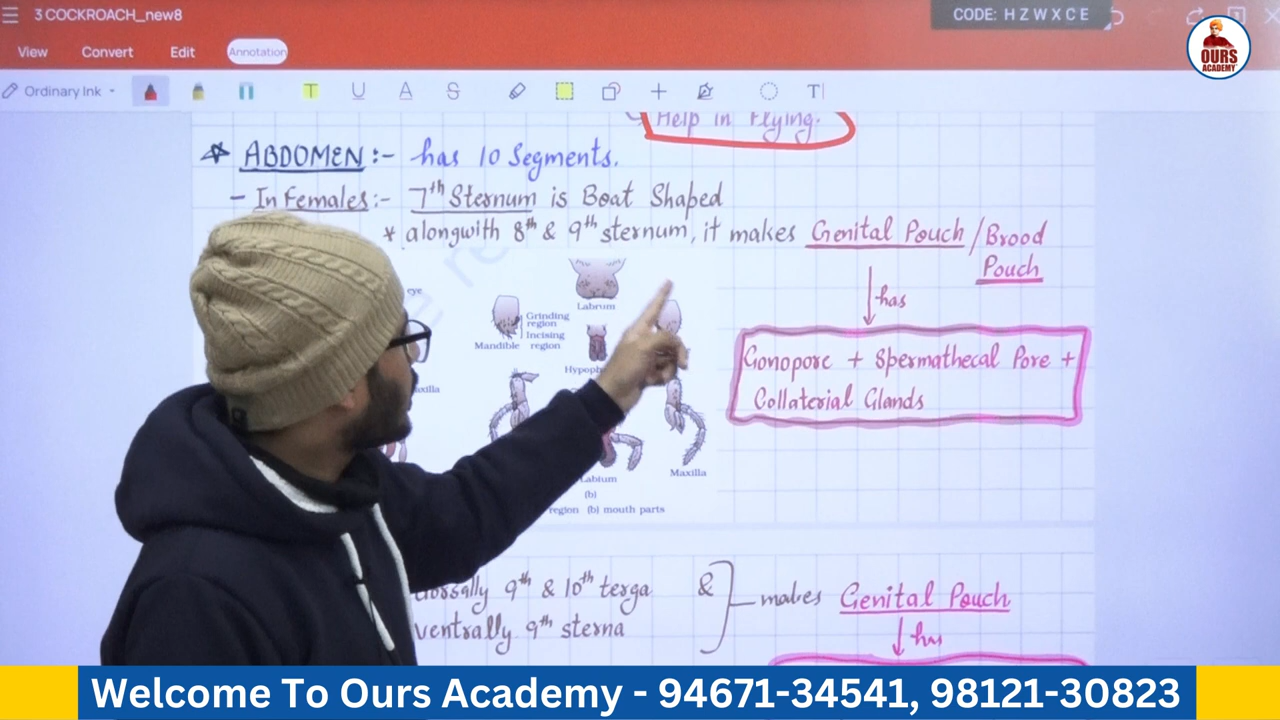 3 COCKROACH_new8
CODE: H Z W X C E
OURS
ACADEMY
View Convert Edit Annotation
Ordinary Ink T U A S T
Help in Flying.
ABDOMEN :- has 10 Segments.
- In Females :- 7th Sternum is Boat Shaped
* alongwith 8th & 9th sternum, it makes Genital Pouch / Brood
Pouch
has
Gonopore + Spermathecal Pore +
Collaterial Glands
eye
Labrum
Grinding
region
Incising
region
Mandible
Hypoph
axilla
Maxilla
Labium
(b)
region (b) mouth parts
dorsally 9th & 10th terga &
ventrally 9th sterna
makes Genital Pouch
has
Welcome To Ours Academy - 94671-34541, 98121-30823